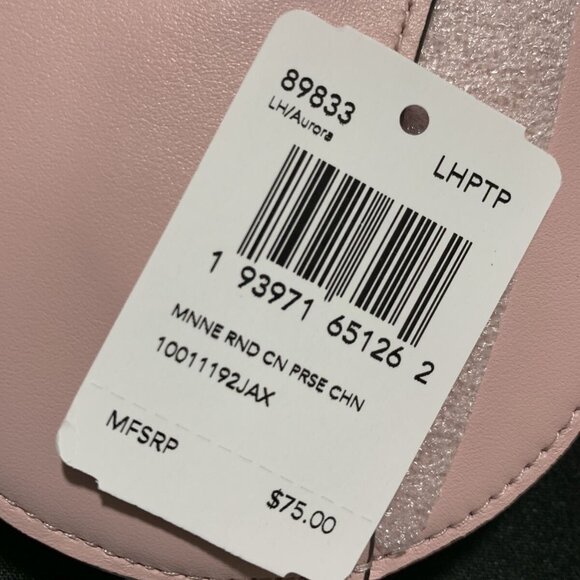 89833
LH/Aurora
LHPTP
1 93971 65126 2
MNNE RND CN PRSE CHN
10011192JAX
MFSRP
$75.00